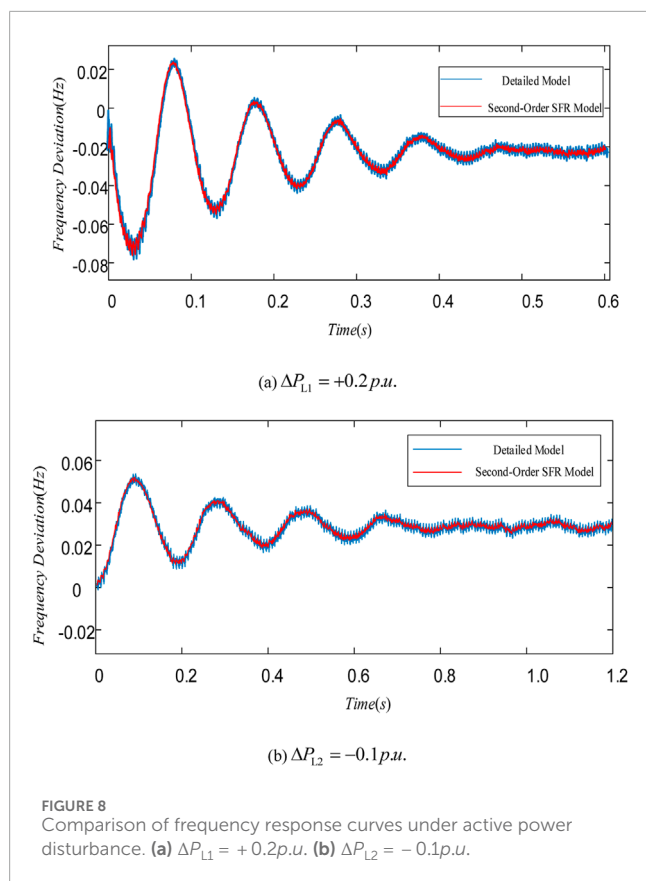 0.02
0
-0.02
-0.04
-0.06
-0.08
Frequency Deviation(Hz)
Detailed Model
Second-Order SFR Model
0 0.1 0.2 0.3 0.4 0.5 0.6
Time(s)
(a) ΔP_L1 = +0.2 p.u.
0.06
0.04
0.02
0
-0.02
Frequency Deviation(Hz)
Detailed Model
Second-Order SFR Model
0 0.2 0.4 0.6 0.8 1.0 1.2
Time(s)
(b) ΔP_L2 = −0.1 p.u.
FIGURE 8
Comparison of frequency response curves under active power
disturbance. (a) ΔP_L1 = +0.2p.u. (b) ΔP_L2 = −0.1p.u.